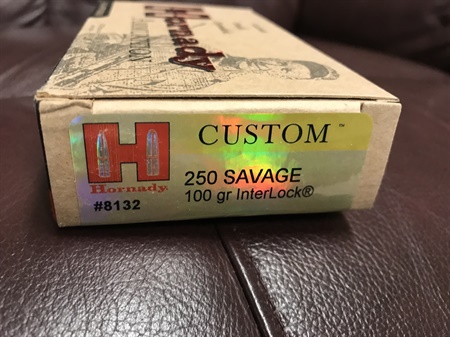 Hornady
CUSTOM™
250 SAVAGE
100 gr InterLock®
H
Hornady®
#8132